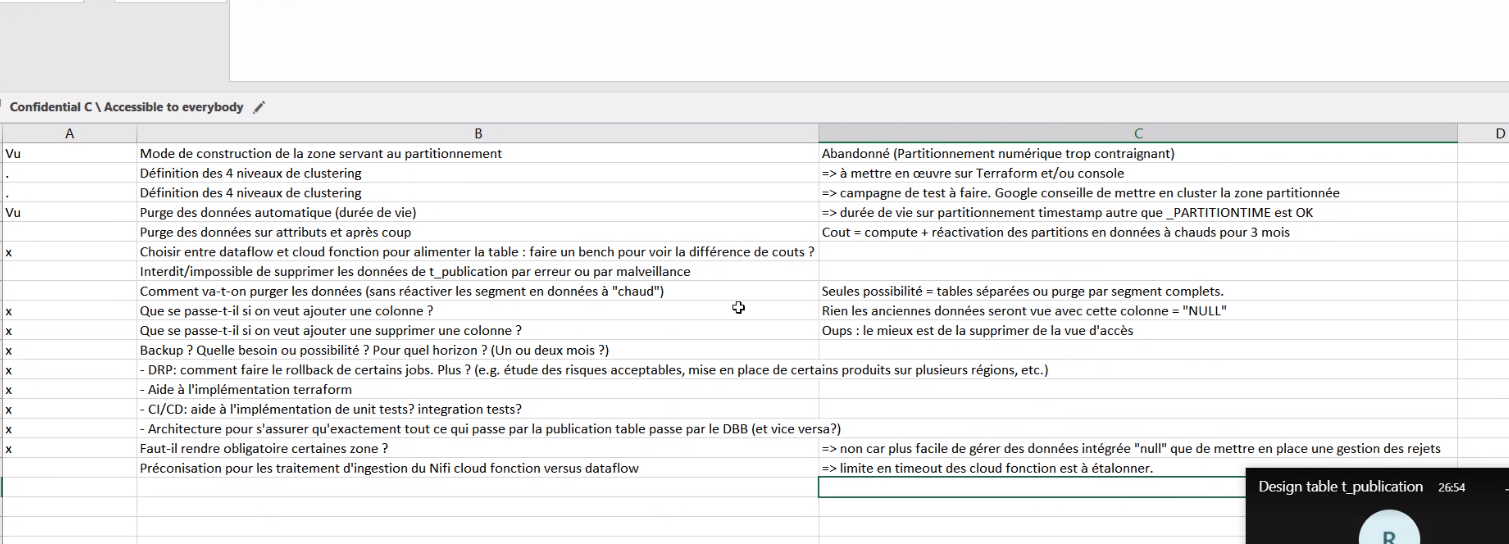 Confidential C \ Accessible to everybody
A B C D
Vu Mode de construction de la zone servant au partitionnement Abandonné (Partitionnement numérique trop contraignant)
. Définition des 4 niveaux de clustering => à mettre en œuvre sur Terraform et/ou console
. Définition des 4 niveaux de clustering => campagne de test à faire. Google conseille de mettre en cluster la zone partitionnée
Vu Purge des données automatique (durée de vie) => durée de vie sur partitionnement timestamp autre que _PARTITIONTIME est OK
Purge des données sur attributs et après coup Cout = compute + réactivation des partitions en données à chauds pour 3 mois
x Choisir entre dataflow et cloud fonction pour alimenter la table : faire un bench pour voir la différence de couts ?
Interdit/impossible de supprimer les données de t_publication par erreur ou par malveillance
Comment va-t-on purger les données (sans réactiver les segment en données à "chaud") Seules possibilité = tables séparées ou purge par segment complets.
x Que se passe-t-il si on veut ajouter une colonne ? Rien les anciennes données seront vue avec cette colonne = "NULL"
x Que se passe-t-il si on veut ajouter une supprimer une colonne ? Oups : le mieux est de la supprimer de la vue d'accès
x Backup ? Quelle besoin ou possibilité ? Pour quel horizon ? (Un ou deux mois ?)
x - DRP: comment faire le rollback de certains jobs. Plus ? (e.g. étude des risques acceptables, mise en place de certains produits sur plusieurs régions, etc.)
x - Aide à l'implémentation terraform
x - CI/CD: aide à l'implémentation de unit tests? integration tests?
x - Architecture pour s'assurer qu'exactement tout ce qui passe par la publication table passe par le DBB (et vice versa?)
x Faut-il rendre obligatoire certaines zone ? => non car plus facile de gérer des données intégrée "null" que de mettre en place une gestion des rejets
Préconisation pour les traitement d'ingestion du Nifi cloud fonction versus dataflow => limite en timeout des cloud fonction est à étalonner.
Design table t_publication 26:54
R